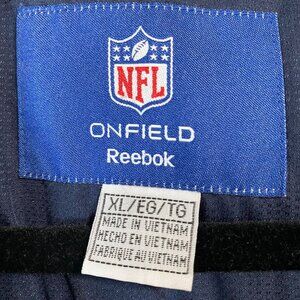 NFL
ONFIELD
Reebok
XL/EG/TG
MADE IN VIETNAM
HECHO EN VIETNAM
FABRIQUE AU VIETNAM